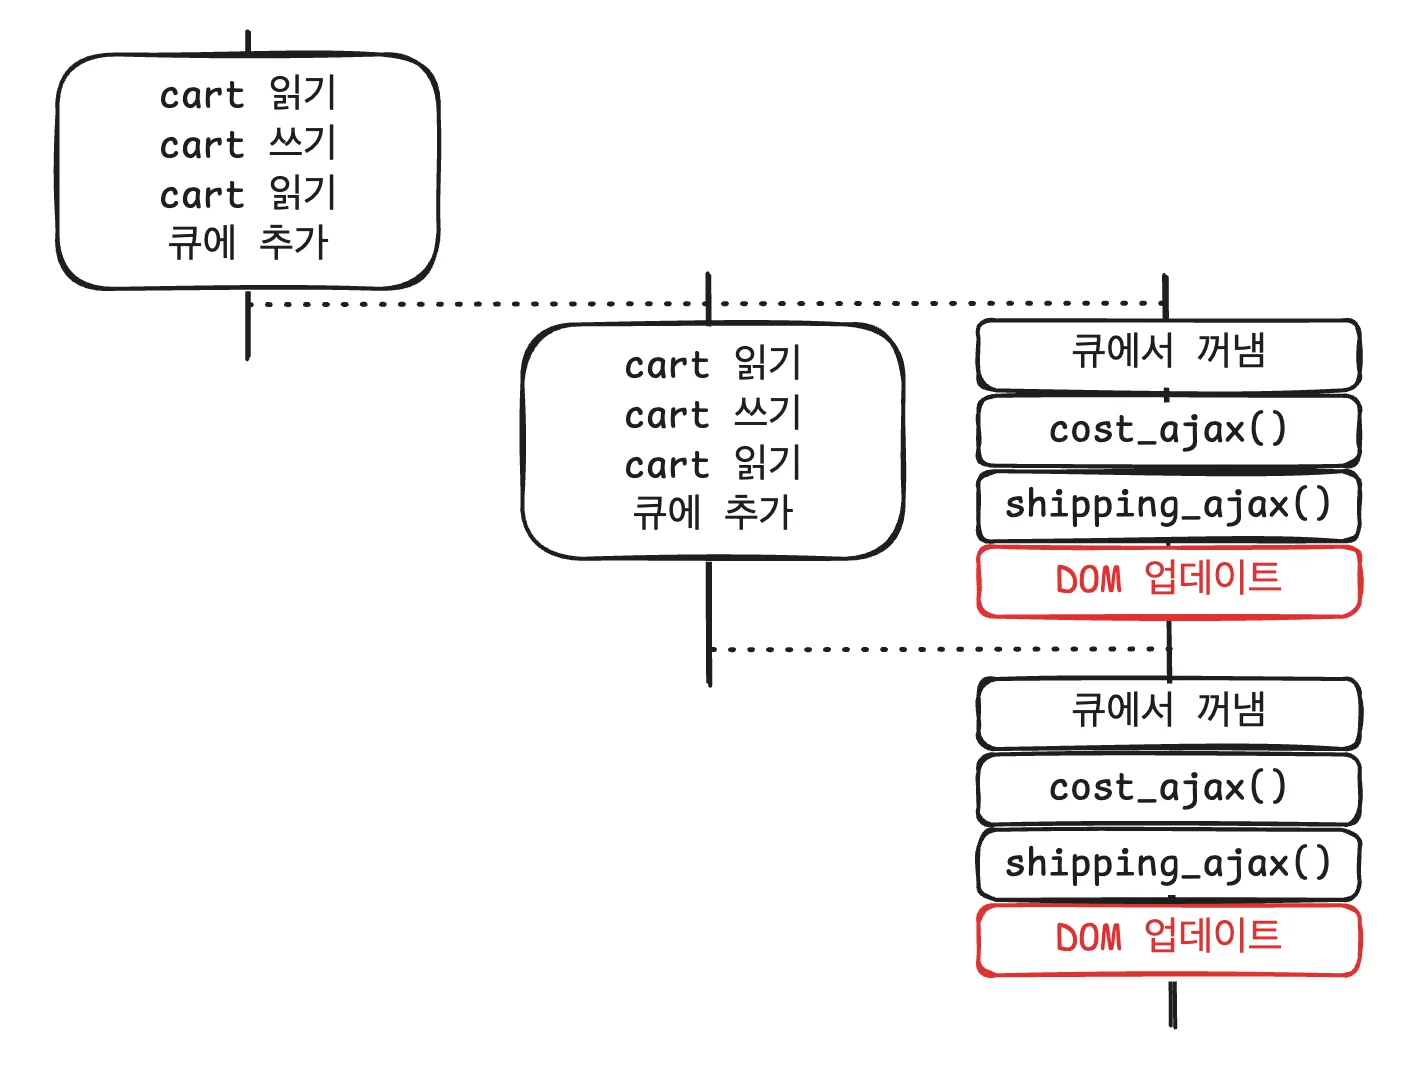 cart 읽기
cart 쓰기
cart 읽기
큐에 추가
cart 읽기
cart 쓰기
cart 읽기
큐에 추가
큐에서 꺼냄
cost_ajax()
shipping_ajax()
DOM 업데이트
큐에서 꺼냄
cost_ajax()
shipping_ajax()
DOM 업데이트